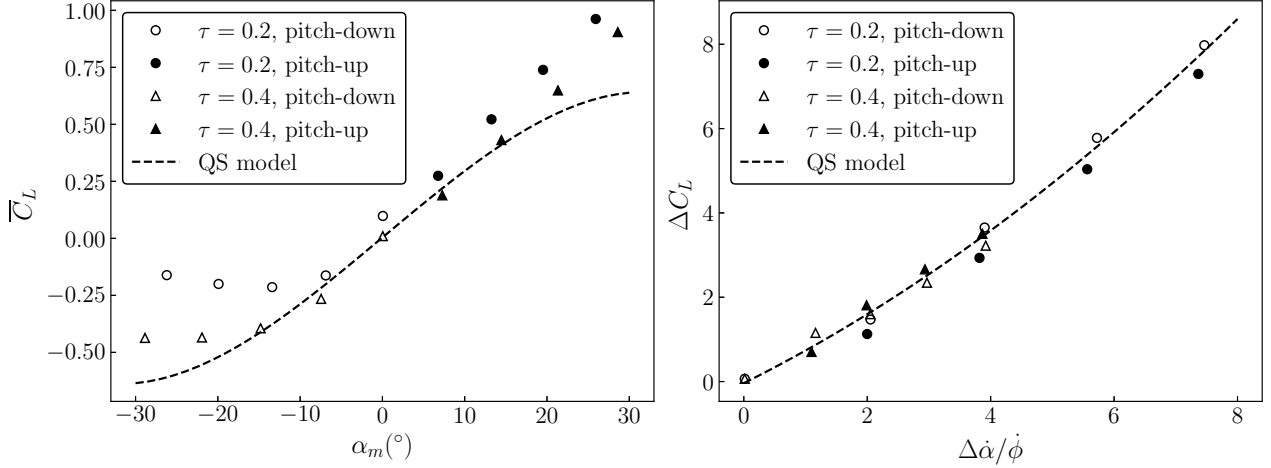 1.00
0.75
0.50
0.25
0.00
−0.25
−0.50
C̅_L
τ = 0.2, pitch-down
τ = 0.2, pitch-up
τ = 0.4, pitch-down
τ = 0.4, pitch-up
QS model
−30
−20
−10
0
10
20
30
α_m(°)
8
6
4
2
0
ΔC_L
τ = 0.2, pitch-down
τ = 0.2, pitch-up
τ = 0.4, pitch-down
τ = 0.4, pitch-up
QS model
0
2
4
6
8
Δα̇/ϕ̇